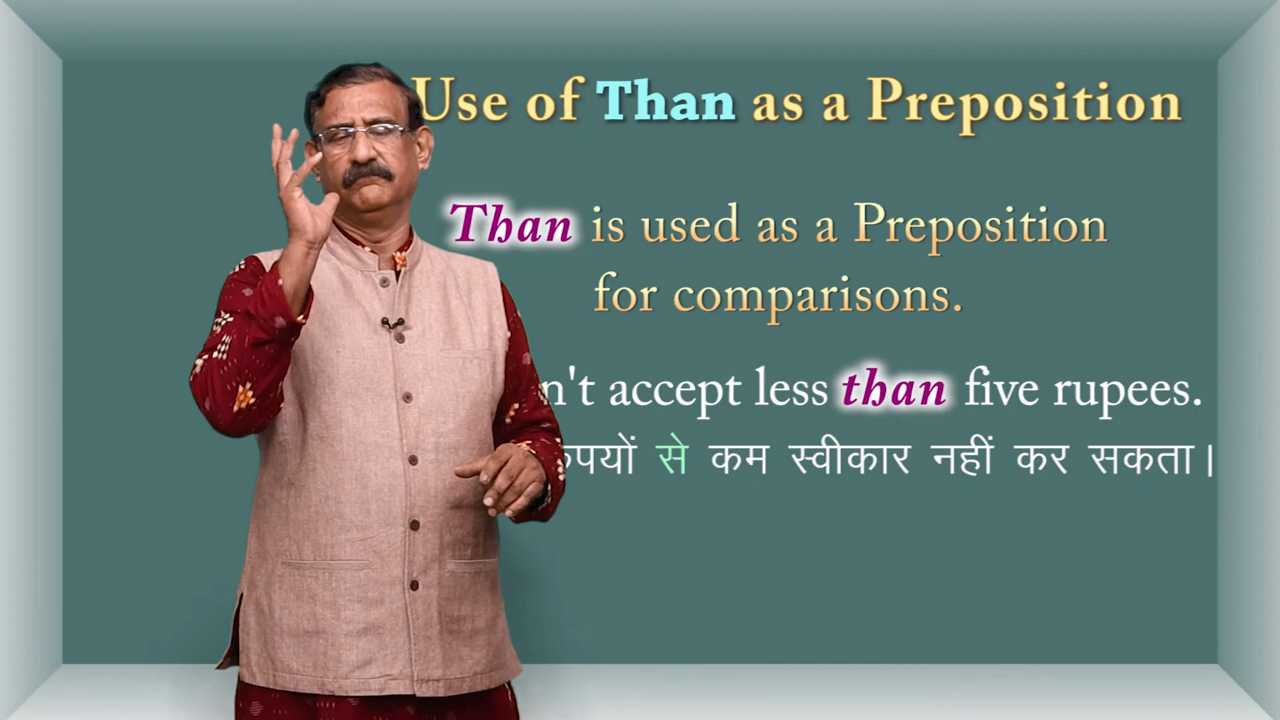 Use of Than as a Preposition
Than is used as a Preposition
for comparisons.
accept less than five rupees.
से कम स्वीकार नहीं कर सकता।